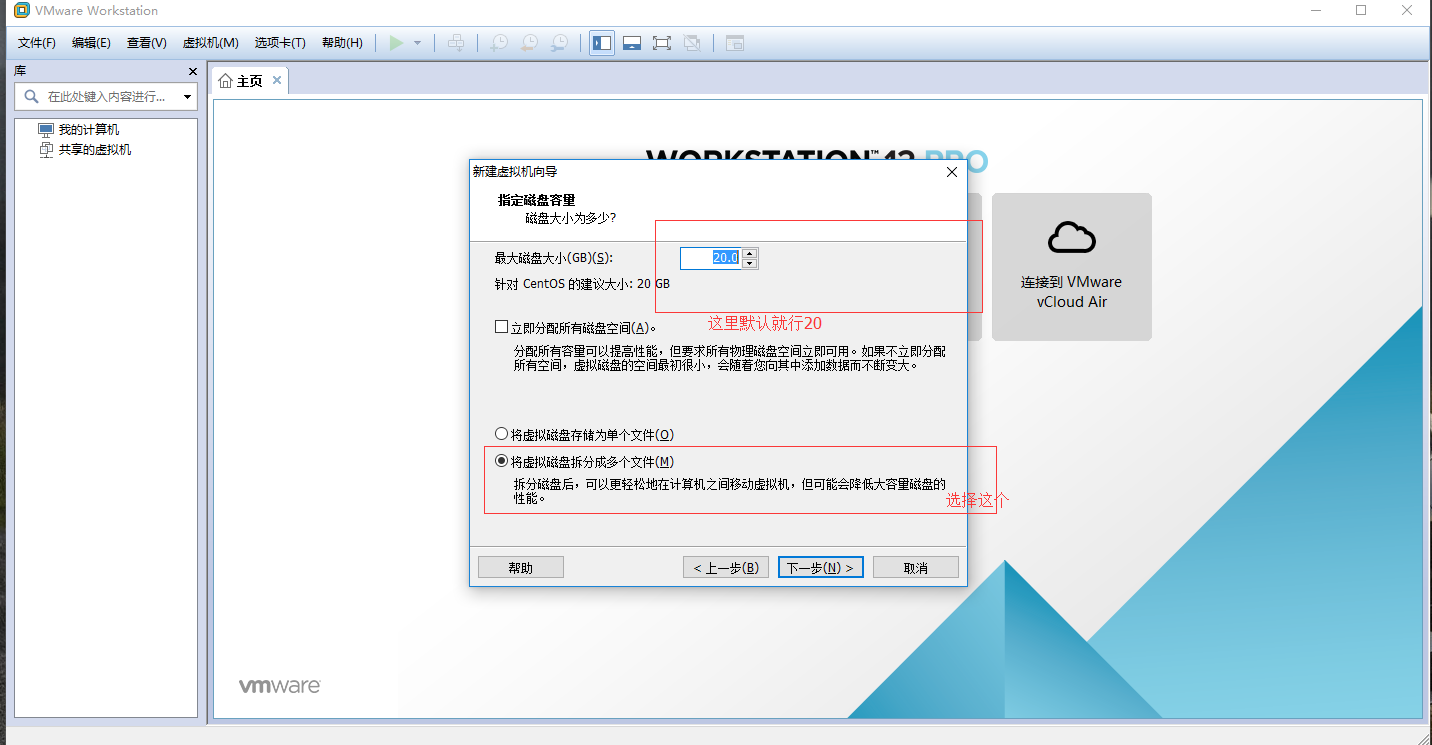 VMware Workstation
文件(F) 编辑(E) 查看(V) 虚拟机(M) 选项卡(T) 帮助(H)
库
在此处键入内容进行...
我的计算机
共享的虚拟机
主页
WORKSTATION™ 12 PRO
新建虚拟机向导
指定磁盘容量
磁盘大小为多少?
最大磁盘大小(GB)(S):
20.0
针对 CentOS 的建议大小: 20 GB
这里默认就行20
立即分配所有磁盘空间(A)。
分配所有容量可以提高性能，但要求所有物理磁盘空间立即可用。如果不立即分配
所有空间，虚拟磁盘的空间最初很小，会随着您向其中添加数据而不断变大。
将虚拟磁盘存储为单个文件(O)
将虚拟磁盘拆分成多个文件(M)
拆分磁盘后，可以更轻松地在计算机之间移动虚拟机，但可能会降低大容量磁盘的
性能。
选择这个
帮助
< 上一步(B)
下一步(N) >
取消
连接到 VMware
vCloud Air
vmware